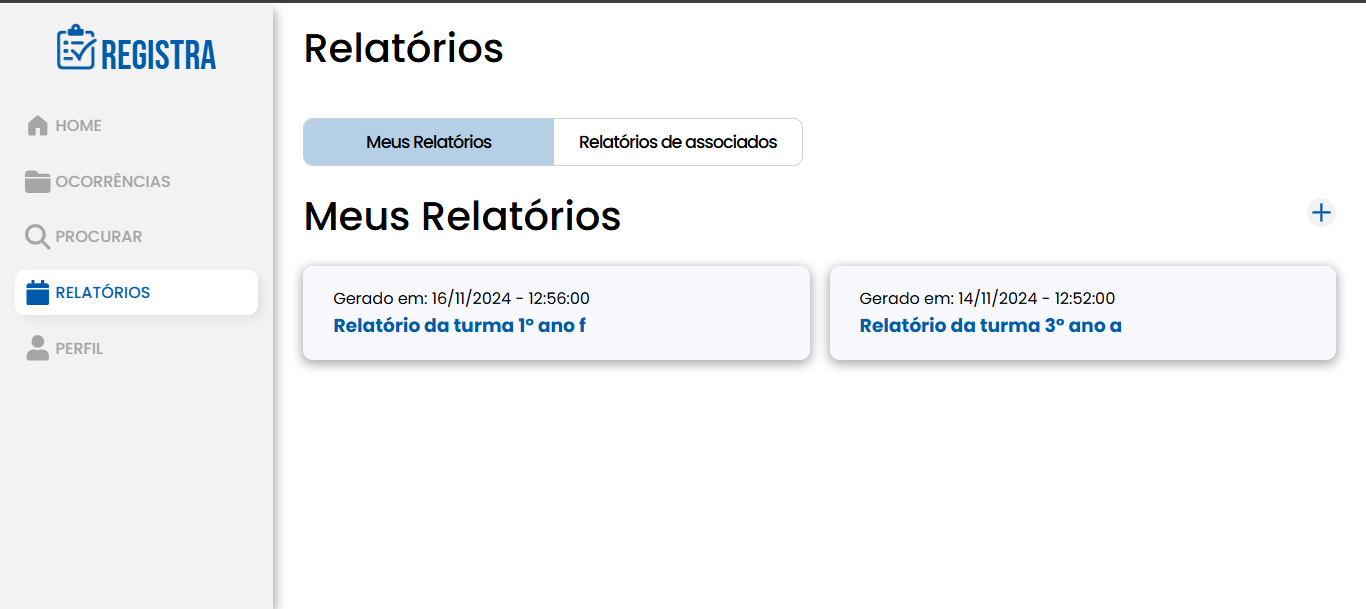 REGISTRA
HOME
OCORRÊNCIAS
PROCURAR
RELATÓRIOS
PERFIL
Relatórios
Meus Relatórios
Relatórios de associados
Meus Relatórios
Gerado em: 16/11/2024 - 12:56:00
Relatório da turma 1º ano f
Gerado em: 14/11/2024 - 12:52:00
Relatório da turma 3º ano a